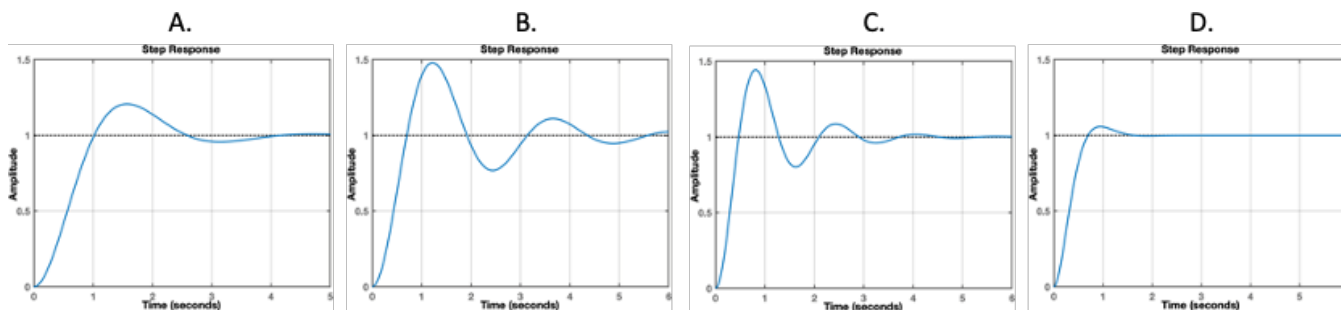 A.
B.
C.
D.
Step Response
1.5
1
0.5
0
Amplitude
0 1 2 3 4 5
Time (seconds)
Step Response
1.5
1
0.5
0
Amplitude
0 1 2 3 4 5 6
Time (seconds)
Step Response
1.5
1
0.5
0
Amplitude
0 1 2 3 4 5 6
Time (seconds)
Step Response
1.5
1
0.5
0
Amplitude
0 1 2 3 4 5
Time (seconds)